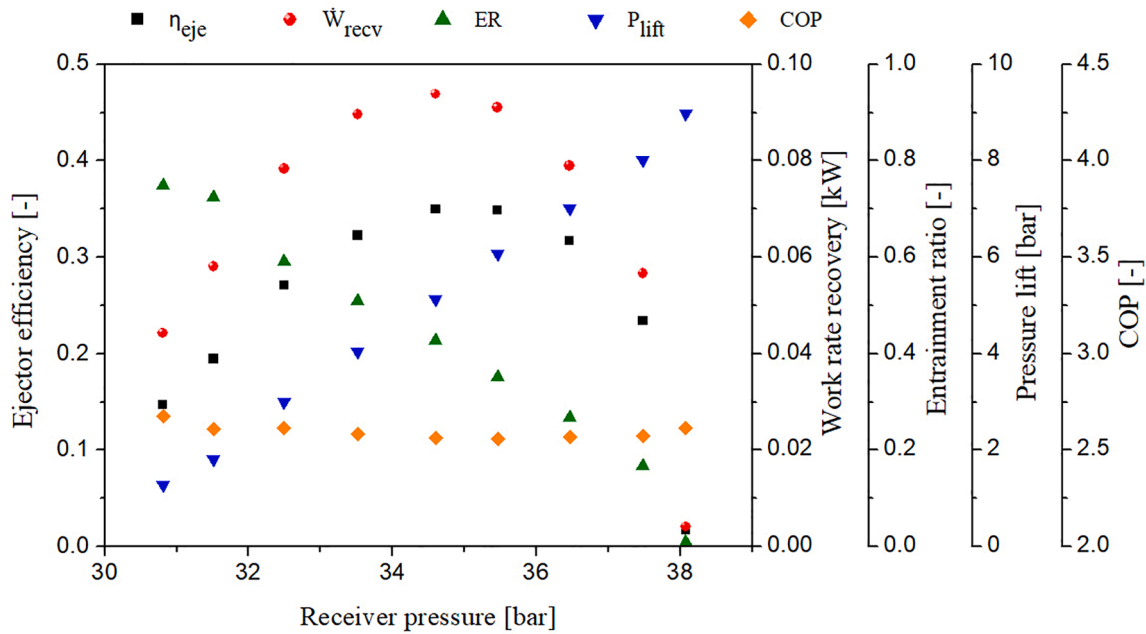 η_eje Ẇ_recv ER P_lift COP
0.5 0.10 1.0 10 4.5
0.4 0.08 0.8 8 4.0
0.3 0.06 0.6 6 3.5
0.2 0.04 0.4 4 3.0
0.1 0.02 0.2 2 2.5
0.0 0.00 0.0 0 2.0
Ejector efficiency [-]
Work rate recovery [kW]
Entrainment ratio [-]
Pressure lift [bar]
COP [-]
30 32 34 36 38
Receiver pressure [bar]